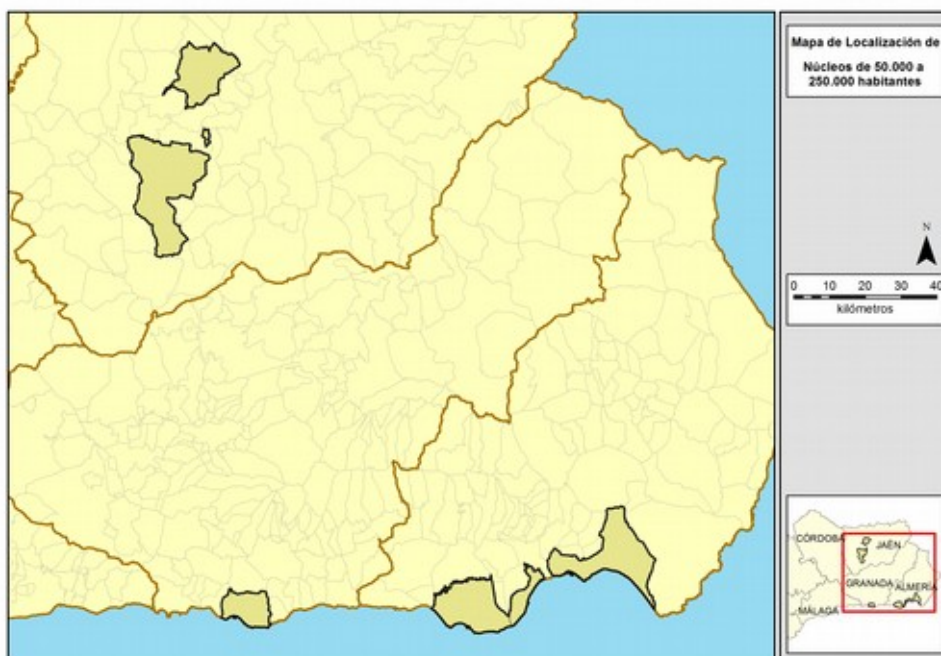 Mapa de Localización de
Núcleos de 50.000 a
250.000 habitantes
N
0 10 20 30 40
kilómetros
CÓRDOBA
JAÉN
GRANADA
ALMERÍA
MÁLAGA